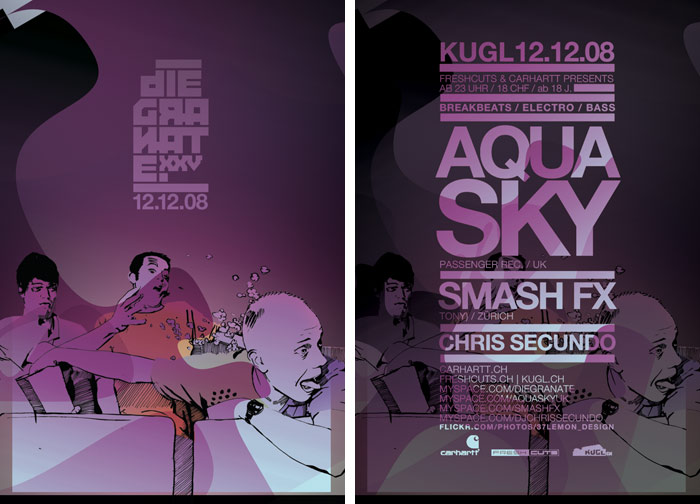 DIE
GRA
NAT
E.XXV
12.12.08
KUGL12.12.08
FRESHCUTS & CARHARTT PRESENTS
AB 23 UHR / 18 CHF / ab 18 J.
BREAKBEATS / ELECTRO / BASS
AQUA
SKY
PASSENGER REC. / UK
SMASH FX
TONY) / ZÜRICH
CHRIS SECUNDO
CARHARTT.CH
FRESHCUTS.CH | KUGL.CH
MYSPACE.COM/DIEGRANATE
MYSPACE.COM/AQUASKYUK
MYSPACE.COM/SMASHFX
MYSPACE.COM/DJCHRISSECUNDO
FLICKR.COM/PHOTOS/37LEMON_DESIGN
carhartt FRESH CUTS KUGL